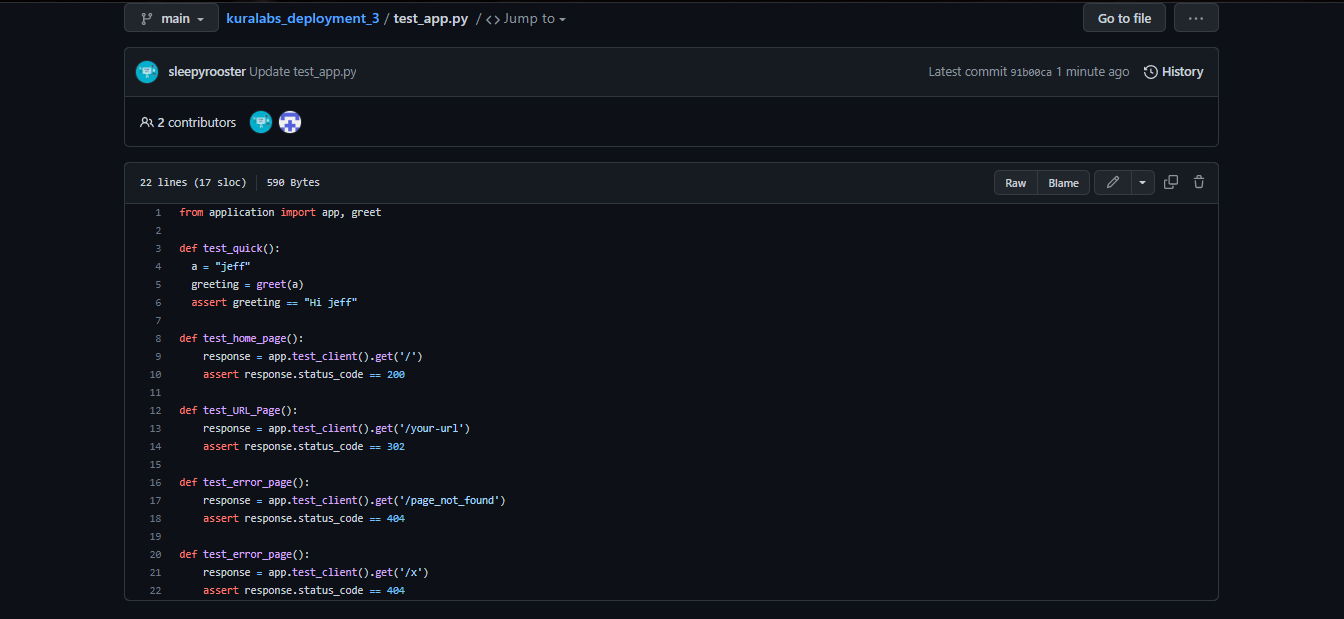 main kuralabs_deployment_3 / test_app.py / <> Jump to Go to file ...
sleepyrooster Update test_app.py Latest commit 91b00ca 1 minute ago History
2 contributors
22 lines (17 sloc) 590 Bytes Raw Blame
1 from application import app, greet
2
3 def test_quick():
4   a = "jeff"
5   greeting = greet(a)
6   assert greeting == "Hi jeff"
7
8 def test_home_page():
9     response = app.test_client().get('/')
10     assert response.status_code == 200
11
12 def test_URL_Page():
13     response = app.test_client().get('/your-url')
14     assert response.status_code == 302
15
16 def test_error_page():
17     response = app.test_client().get('/page_not_found')
18     assert response.status_code == 404
19
20 def test_error_page():
21     response = app.test_client().get('/x')
22     assert response.status_code == 404